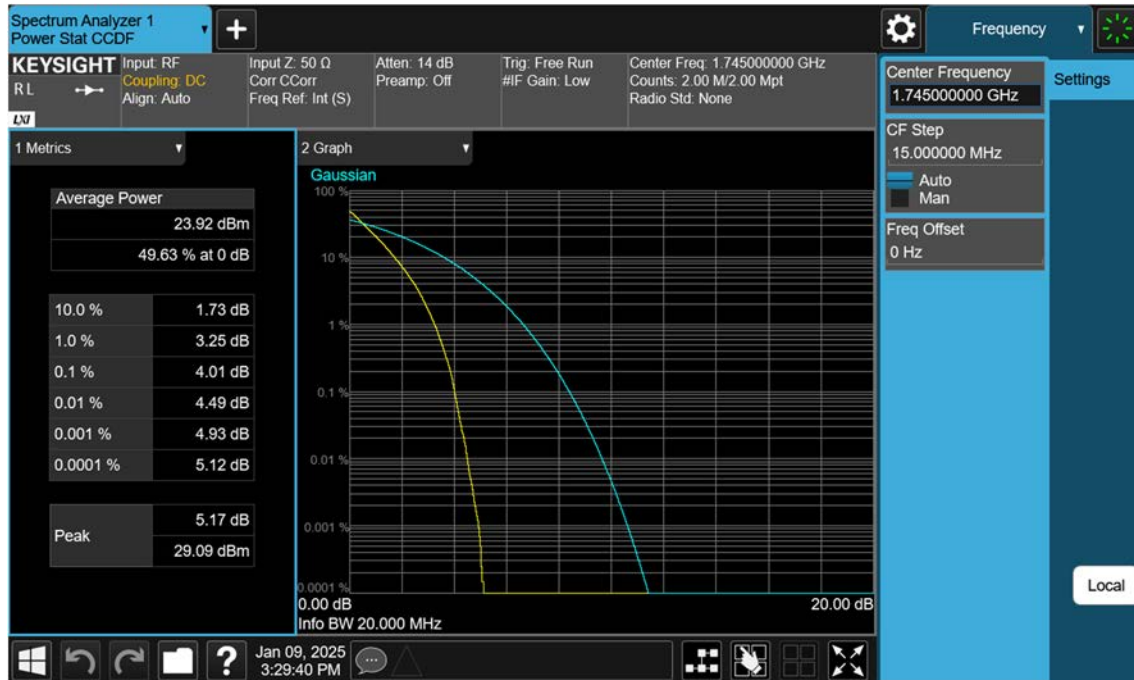 Spectrum Analyzer 1
Power Stat CCDF
+
Frequency
KEYSIGHT
R L
LXI
Input: RF
Coupling: DC
Align: Auto
Input Z: 50 Ω
Corr CCorr
Freq Ref: Int (S)
Atten: 14 dB
Preamp: Off
Trig: Free Run
#IF Gain: Low
Center Freq: 1.745000000 GHz
Counts: 2.00 M/2.00 Mpt
Radio Std: None
Center Frequency
1.745000000 GHz
Settings
CF Step
15.000000 MHz
Auto
Man
Freq Offset
0 Hz
1 Metrics
Average Power
23.92 dBm
49.63 % at 0 dB
10.0 % 1.73 dB
1.0 % 3.25 dB
0.1 % 4.01 dB
0.01 % 4.49 dB
0.001 % 4.93 dB
0.0001 % 5.12 dB
Peak
5.17 dB
29.09 dBm
2 Graph
Gaussian
100 %
10 %
1 %
0.1 %
0.01 %
0.001 %
0.0001 %
0.00 dB 20.00 dB
Info BW 20.000 MHz
Local
?
Jan 09, 2025
3:29:40 PM